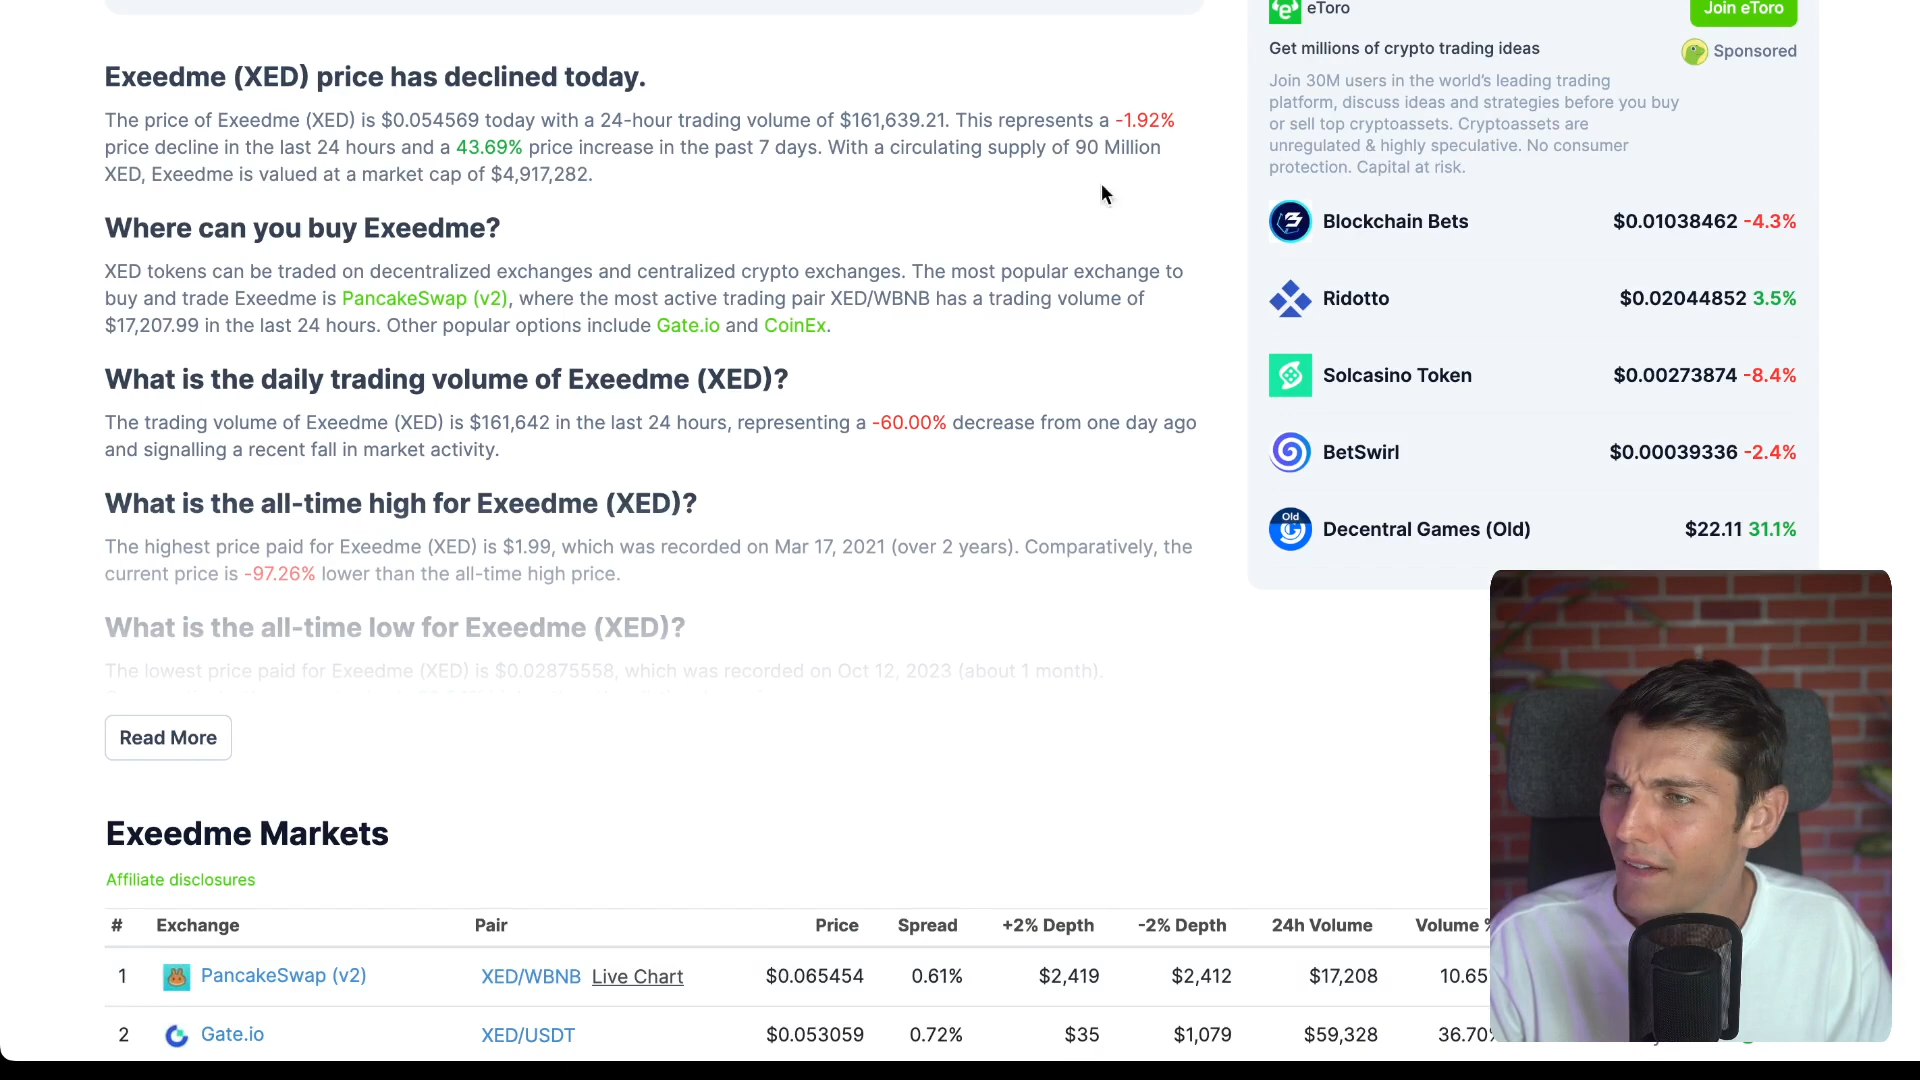 Exeedme (XED) price has declined today.
The price of Exeedme (XED) is $0.054569 today with a 24-hour trading volume of $161,639.21. This represents a -1.92%
price decline in the last 24 hours and a 43.69% price increase in the past 7 days. With a circulating supply of 90 Million
XED, Exeedme is valued at a market cap of $4,917,282.
Where can you buy Exeedme?
XED tokens can be traded on decentralized exchanges and centralized crypto exchanges. The most popular exchange to
buy and trade Exeedme is PancakeSwap (v2), where the most active trading pair XED/WBNB has a trading volume of
$17,207.99 in the last 24 hours. Other popular options include Gate.io and CoinEx.
What is the daily trading volume of Exeedme (XED)?
The trading volume of Exeedme (XED) is $161,642 in the last 24 hours, representing a -60.00% decrease from one day ago
and signalling a recent fall in market activity.
What is the all-time high for Exeedme (XED)?
The highest price paid for Exeedme (XED) is $1.99, which was recorded on Mar 17, 2021 (over 2 years). Comparatively, the
current price is -97.26% lower than the all-time high price.
What is the all-time low for Exeedme (XED)?
The lowest price paid for Exeedme (XED) is $0.02875558, which was recorded on Oct 12, 2023 (about 1 month).
Read More
eToro
Join eToro
Get millions of crypto trading ideas
Sponsored
Join 30M users in the world's leading trading
platform, discuss ideas and strategies before you buy
or sell top cryptoassets. Cryptoassets are
unregulated & highly speculative. No consumer
protection. Capital at risk.
Blockchain Bets $0.01038462 -4.3%
Ridotto $0.02044852 3.5%
Solcasino Token $0.00273874 -8.4%
BetSwirl $0.00039336 -2.4%
Old
Decentral Games (Old) $22.11 31.1%
Exeedme Markets
Affiliate disclosures
# Exchange Pair Price Spread +2% Depth -2% Depth 24h Volume Volume
1 PancakeSwap (v2) XED/WBNB Live Chart $0.065454 0.61% $2,419 $2,412 $17,208 10.65
2 Gate.io XED/USDT $0.053059 0.72% $35 $1,079 $59,328 36.70